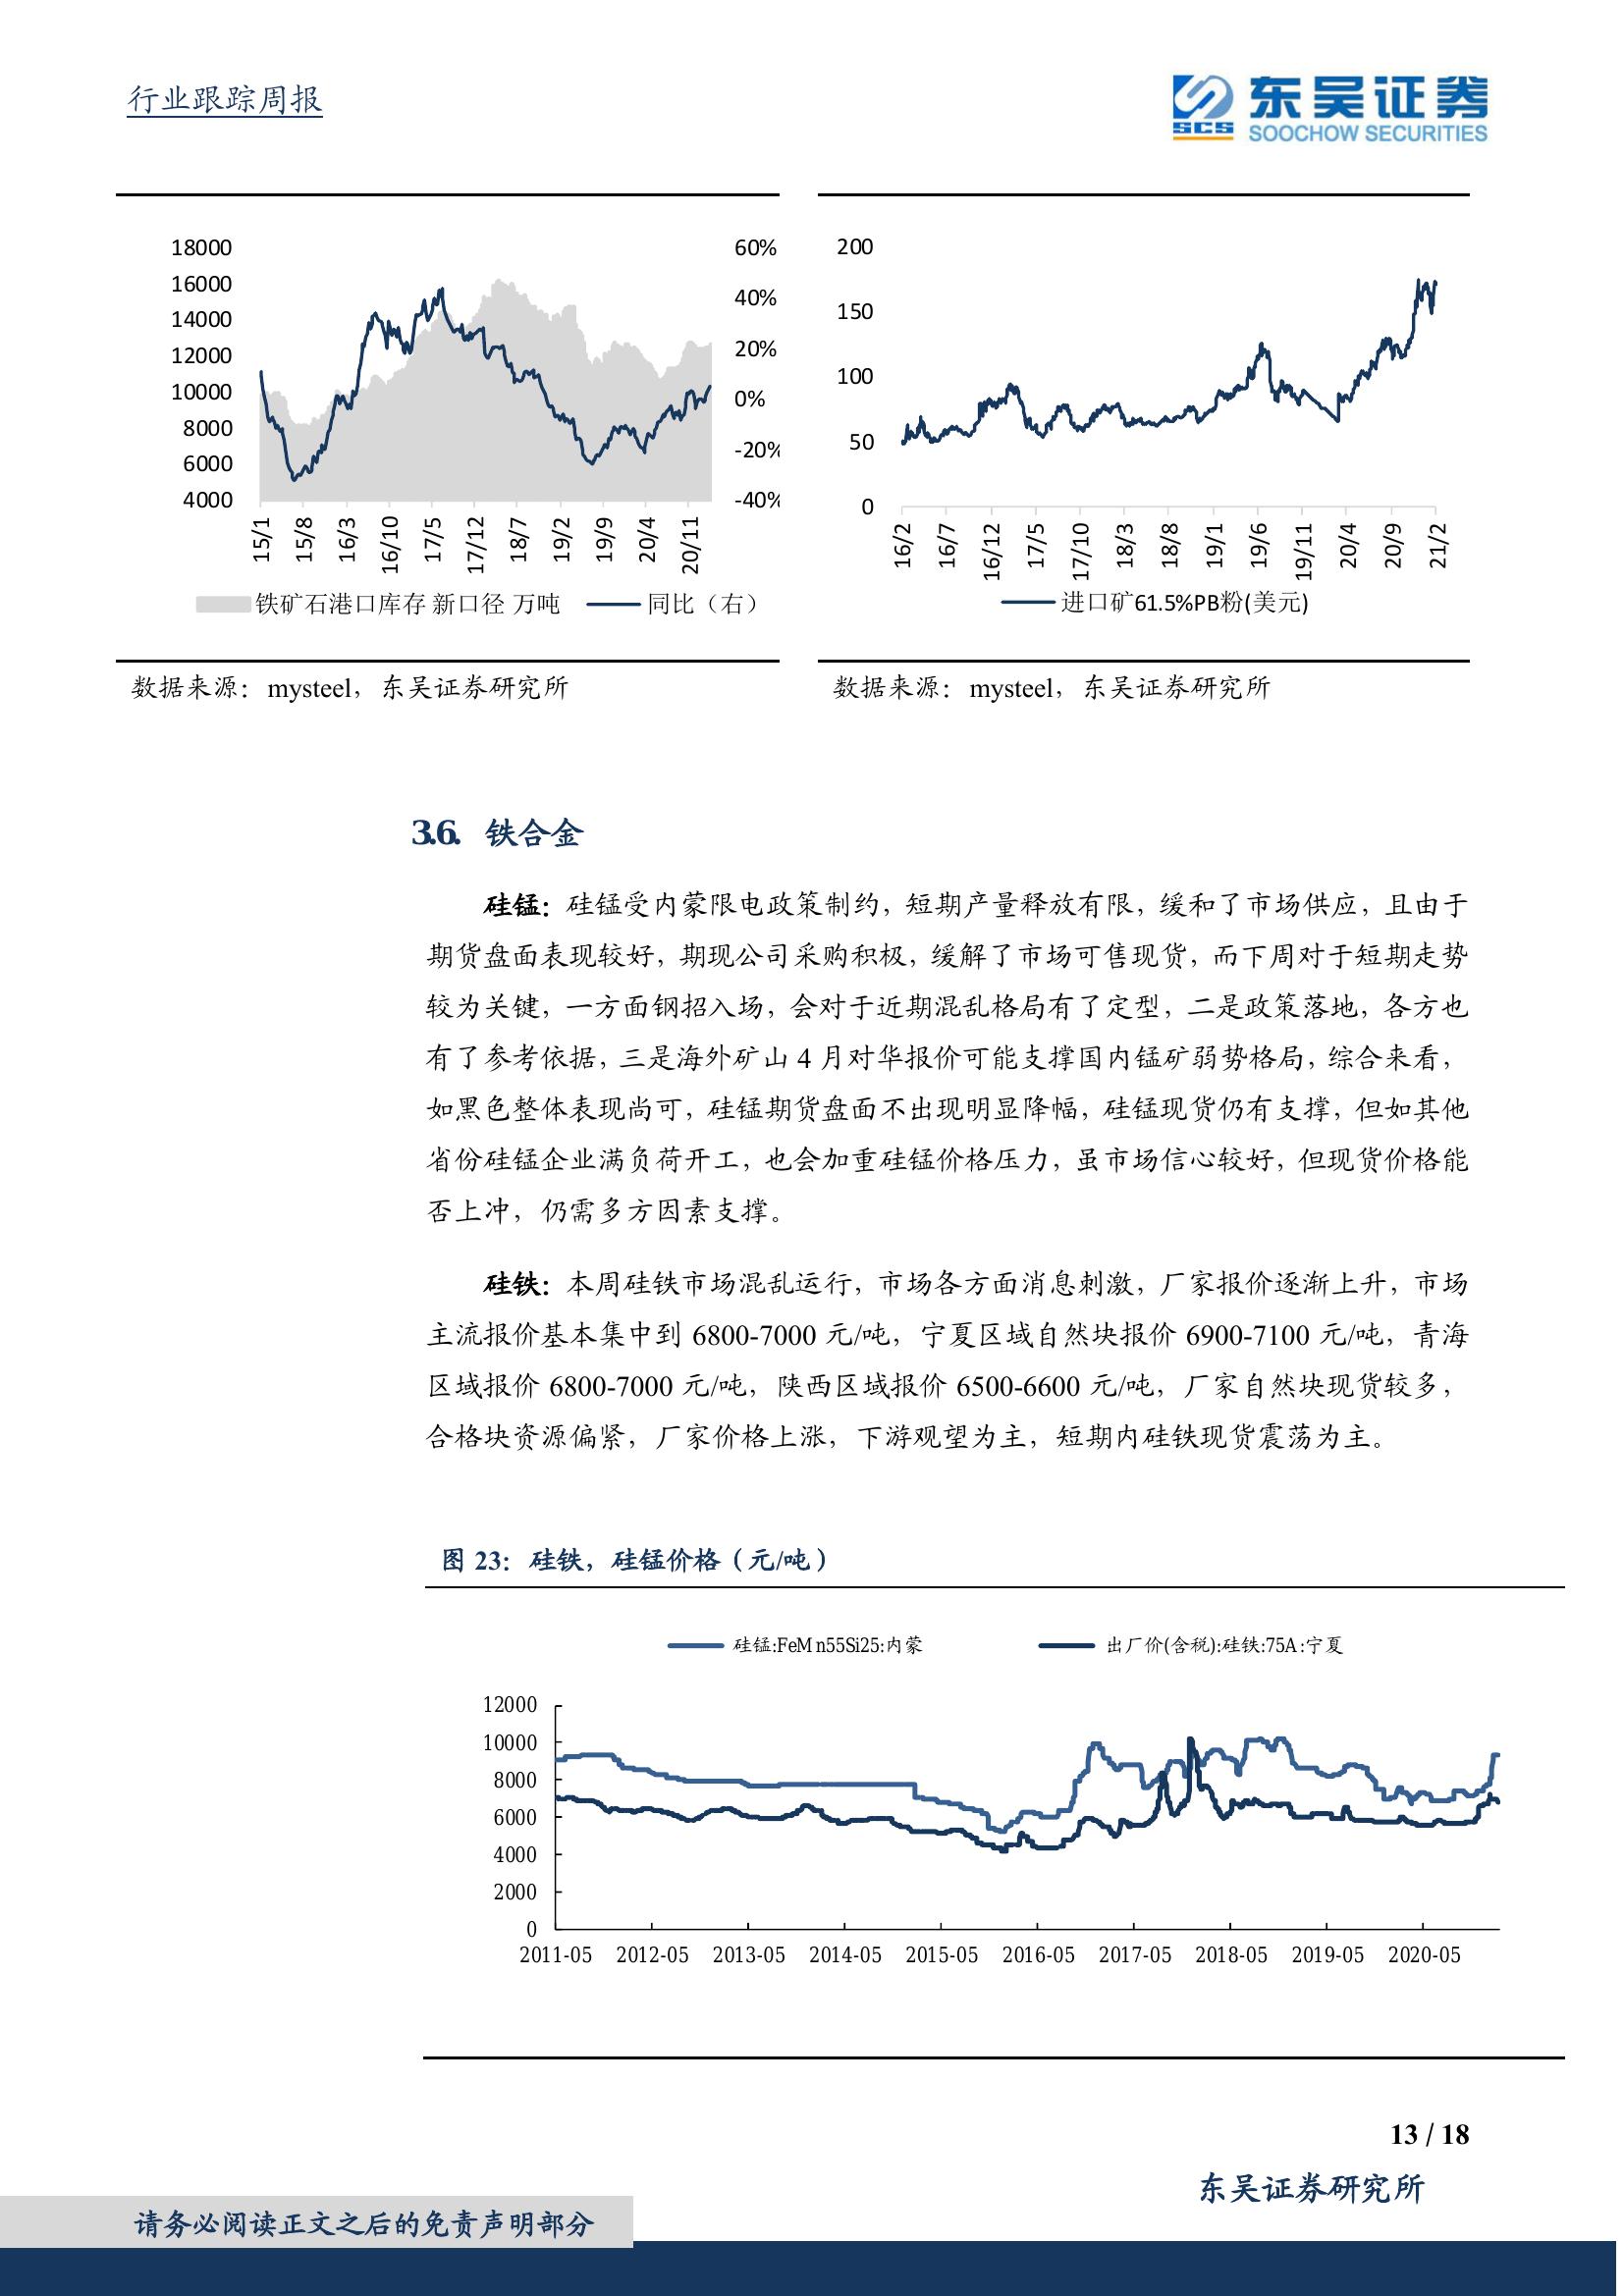 行业跟踪周报
东吴证券
SCS
SOOCHOW SECURITIES
18000
16000
14000
12000
10000
8000
6000
4000
60%
40%
20%
0%
-20%
-40%
15/1
15/8
16/3
16/10
17/5
17/12
18/7
19/2
19/9
20/4
20/11
铁矿石港口库存 新口径 万吨
同比（右）
200
150
100
50
0
16/2
16/7
16/12
17/5
17/10
18/3
18/8
19/1
19/6
19/11
20/4
20/9
21/2
进口矿61.5%PB粉(美元)
数据来源：mysteel，东吴证券研究所
数据来源：mysteel，东吴证券研究所
3.6. 铁合金
硅锰：硅锰受内蒙限电政策制约，短期产量释放有限，缓和了市场供应，且由于
期货盘面表现较好，期现公司采购积极，缓解了市场可售现货，而下周对于短期走势
较为关键，一方面钢招入场，会对于近期混乱格局有了定型，二是政策落地，各方也
有了参考依据，三是海外矿山 4 月对华报价可能支撑国内锰矿弱势格局，综合来看，
如黑色整体表现尚可，硅锰期货盘面不出现明显降幅，硅锰现货仍有支撑，但如其他
省份硅锰企业满负荷开工，也会加重硅锰价格压力，虽市场信心较好，但现货价格能
否上冲，仍需多方因素支撑。
硅铁：本周硅铁市场混乱运行，市场各方面消息刺激，厂家报价逐渐上升，市场
主流报价基本集中到 6800-7000 元/吨，宁夏区域自然块报价 6900-7100 元/吨，青海
区域报价 6800-7000 元/吨，陕西区域报价 6500-6600 元/吨，厂家自然块现货较多，
合格块资源偏紧，厂家价格上涨，下游观望为主，短期内硅铁现货震荡为主。
图 23：硅铁，硅锰价格（元/吨）
硅锰:FeMn55Si25:内蒙
出厂价(含税):硅铁:75A:宁夏
12000
10000
8000
6000
4000
2000
0
2011-05
2012-05
2013-05
2014-05
2015-05
2016-05
2017-05
2018-05
2019-05
2020-05
13 / 18
东吴证券研究所
请务必阅读正文之后的免责声明部分